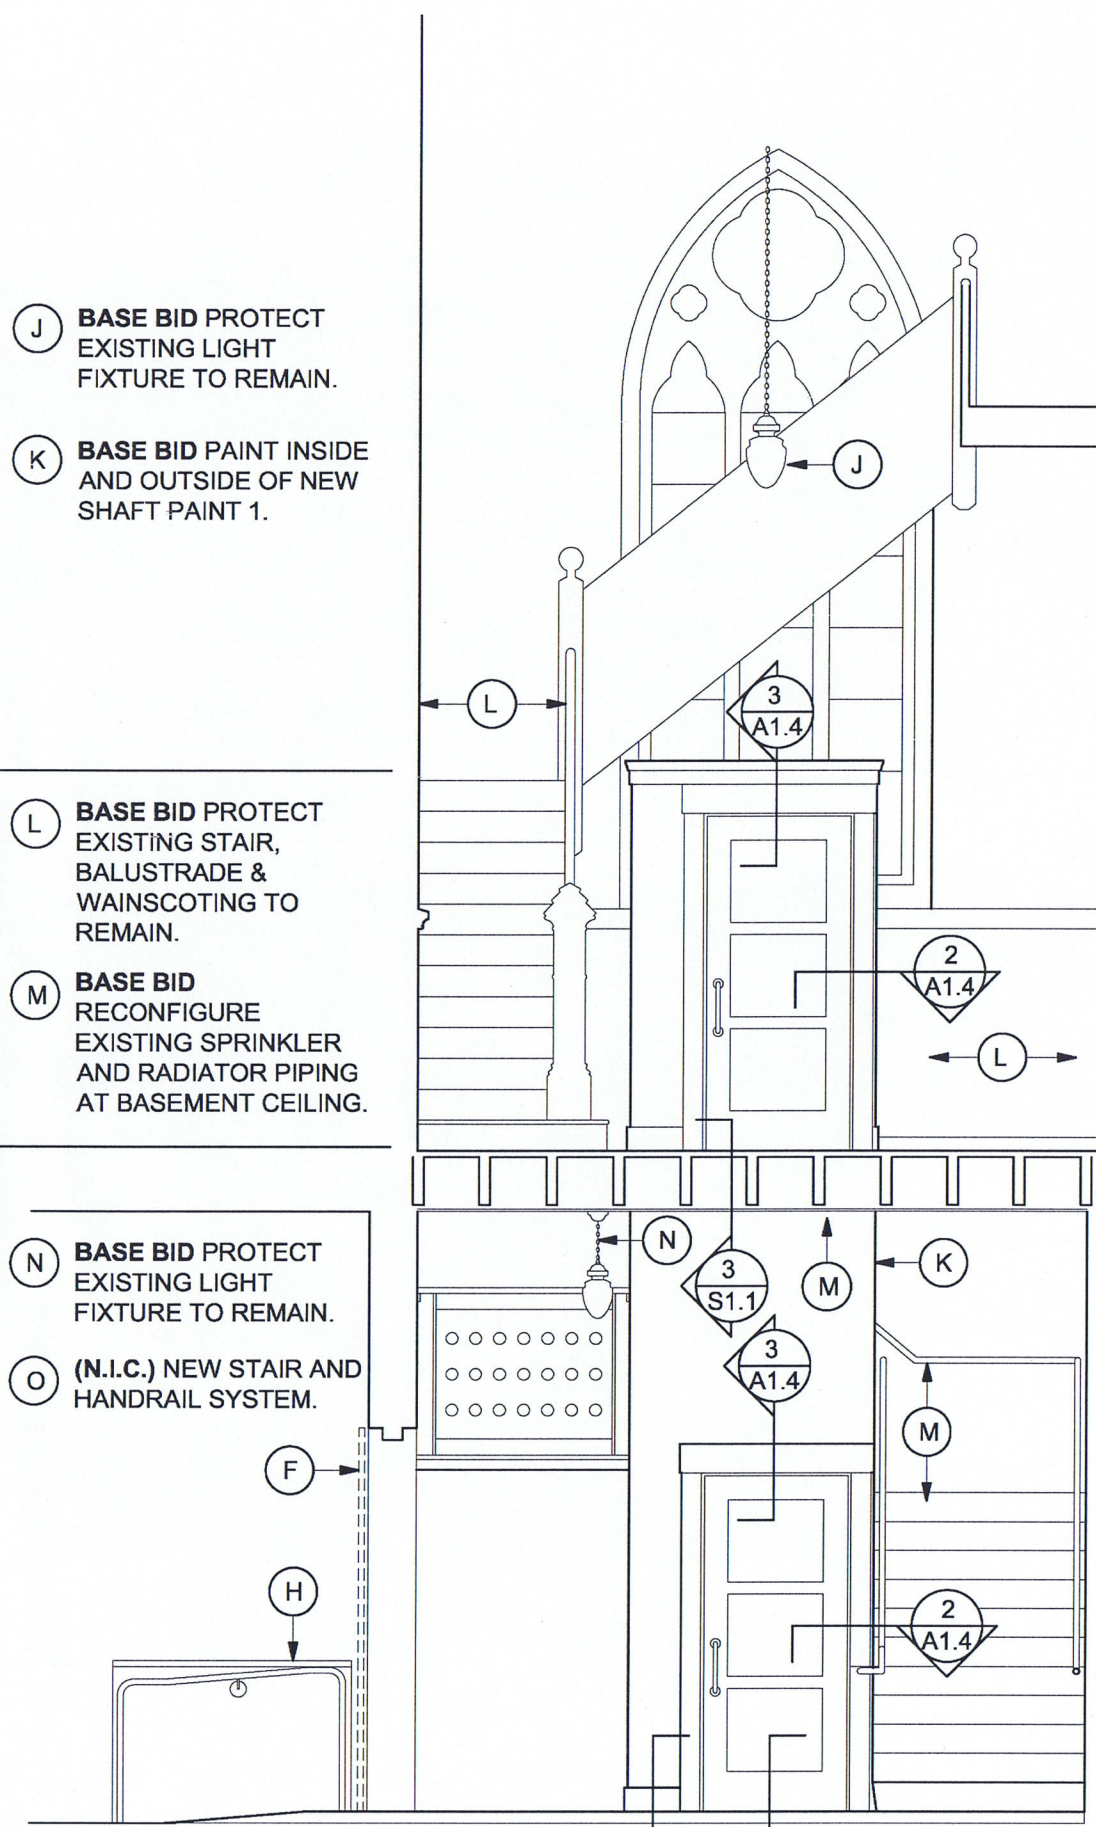 J
BASE BID PROTECT
EXISTING LIGHT
FIXTURE TO REMAIN.
K
BASE BID PAINT INSIDE
AND OUTSIDE OF NEW
SHAFT PAINT 1.
J
L
3
A1.4
L
BASE BID PROTECT
EXISTING STAIR,
BALUSTRADE &
WAINSCOTING TO
REMAIN.
2
A1.4
M
BASE BID
RECONFIGURE
EXISTING SPRINKLER
AND RADIATOR PIPING
AT BASEMENT CEILING.
L
N
BASE BID PROTECT
EXISTING LIGHT
FIXTURE TO REMAIN.
N
3
S1.1
M
K
O
(N.I.C.) NEW STAIR AND
HANDRAIL SYSTEM.
3
A1.4
M
F
H
2
A1.4